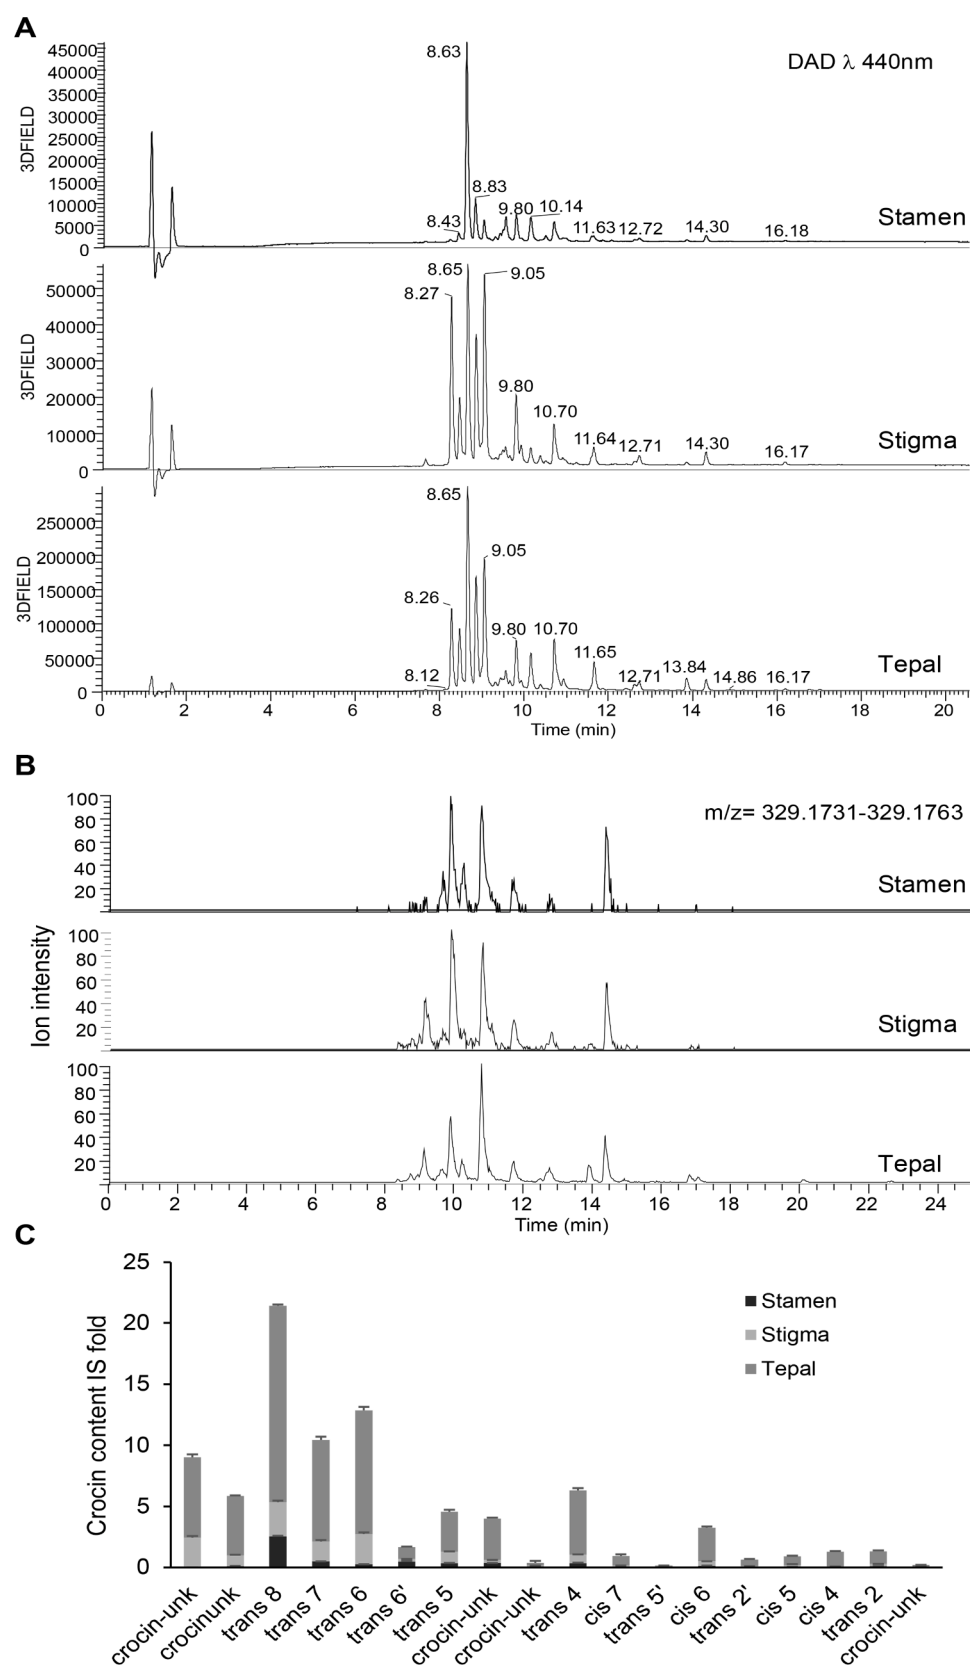 A
DAD λ 440nm
3DFIELD
45000
40000
35000
30000
25000
20000
15000
10000
5000
0
8.63
8.83
8.43
9.80
10.14
11.63
12.72
14.30
16.18
Stamen
3DFIELD
50000
40000
30000
20000
10000
0
8.65
9.05
8.27
9.80
10.70
11.64
12.71
14.30
16.17
Stigma
3DFIELD
250000
200000
150000
100000
50000
0
8.65
9.05
8.26
9.80
10.70
11.65
8.12
12.71
13.84
14.86
16.17
Tepal
0 2 4 6 8 10 12 14 16 18 20
Time (min)
B
m/z= 329.1731-329.1763
Ion intensity
100
80
60
40
20
Stamen
100
80
60
40
20
Stigma
100
80
60
40
20
Tepal
0 2 4 6 8 10 12 14 16 18 20 22 24
Time (min)
C
Crocin content IS fold
25
20
15
10
5
0
Stamen
Stigma
Tepal
crocin-unk
crocinunk
trans 8
trans 7
trans 6
trans 6'
trans 5
crocin-unk
crocin-unk
trans 4
cis 7
trans 5'
cis 6
trans 2'
cis 5
cis 4
trans 2
crocin-unk